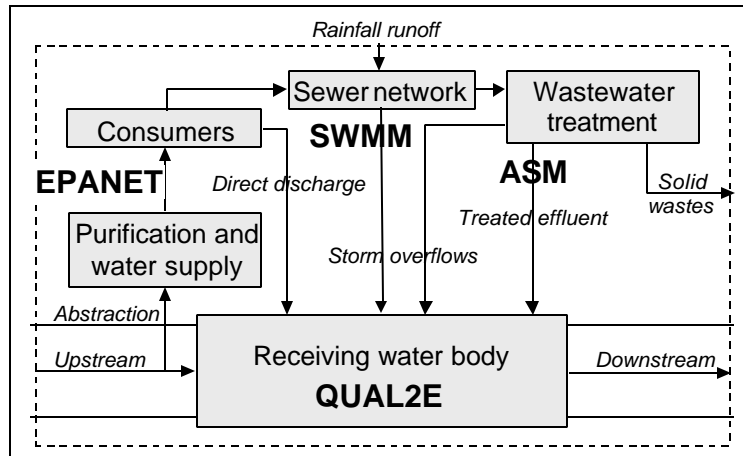 Rainfall runoff
Sewer network
SWMM
Wastewater
treatment
ASM
Consumers
EPANET
Direct discharge
Solid
wastes
Treated effluent
Purification and
water supply
Storm overflows
Abstraction
Upstream
Receiving water body
QUAL2E
Downstream